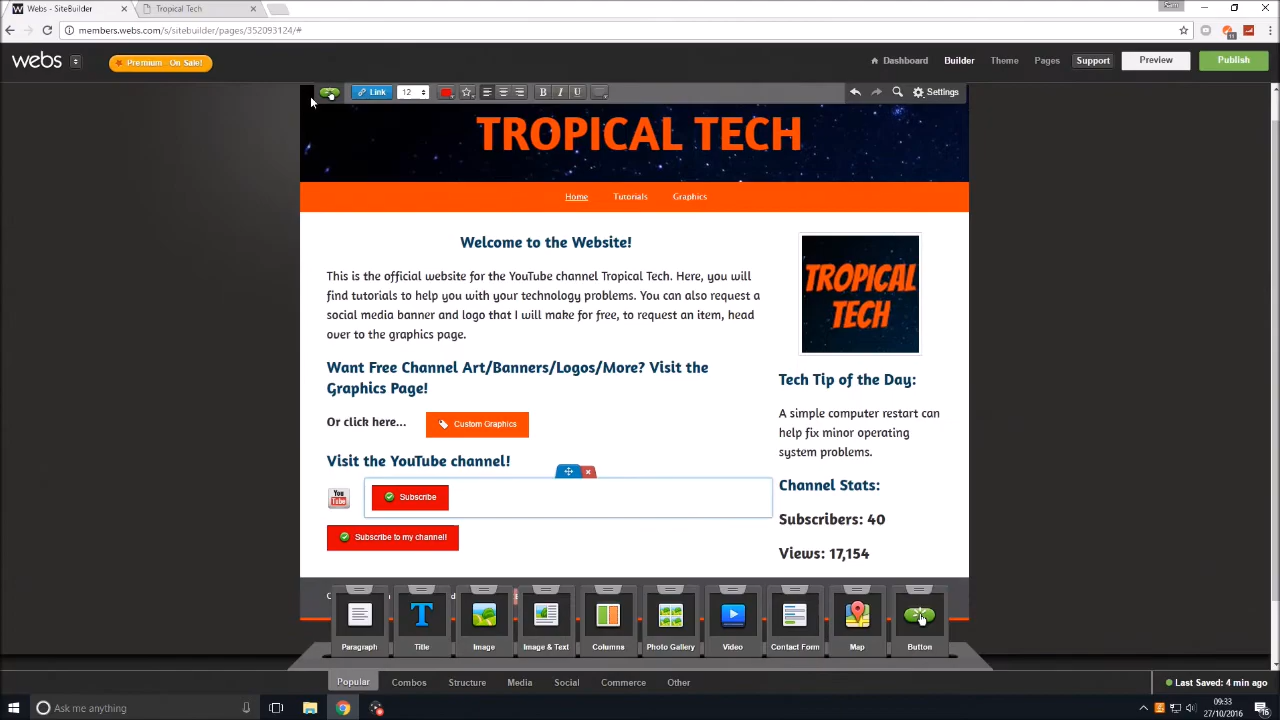 Webs - SiteBuilder
Tropical Tech
Sam
members.webs.com/s/sitebuilder/pages/352093124/#
webs
Premium - On Sale!
Dashboard
Builder
Theme
Pages
Support
Preview
Publish
Link
12
B I U
Settings
TROPICAL TECH
Home
Tutorials
Graphics
Welcome to the Website!
This is the official website for the YouTube channel Tropical Tech. Here, you will
find tutorials to help you with your technology problems. You can also request a
social media banner and logo that I will make for free, to request an item, head
over to the graphics page.
Want Free Channel Art/Banners/Logos/More? Visit the
Graphics Page!
Or click here...
Custom Graphics
Visit the YouTube channel!
You
Tube
Subscribe
Subscribe to my channel!
TROPICAL
TECH
Tech Tip of the Day:
A simple computer restart can
help fix minor operating
system problems.
Channel Stats:
Subscribers: 40
Views: 17,154
Paragraph
Title
Image
Image & Text
Columns
Photo Gallery
Video
Contact Form
Map
Button
Popular
Combos
Structure
Media
Social
Commerce
Other
Last Saved: 4 min ago
Ask me anything
09:33
27/10/2016